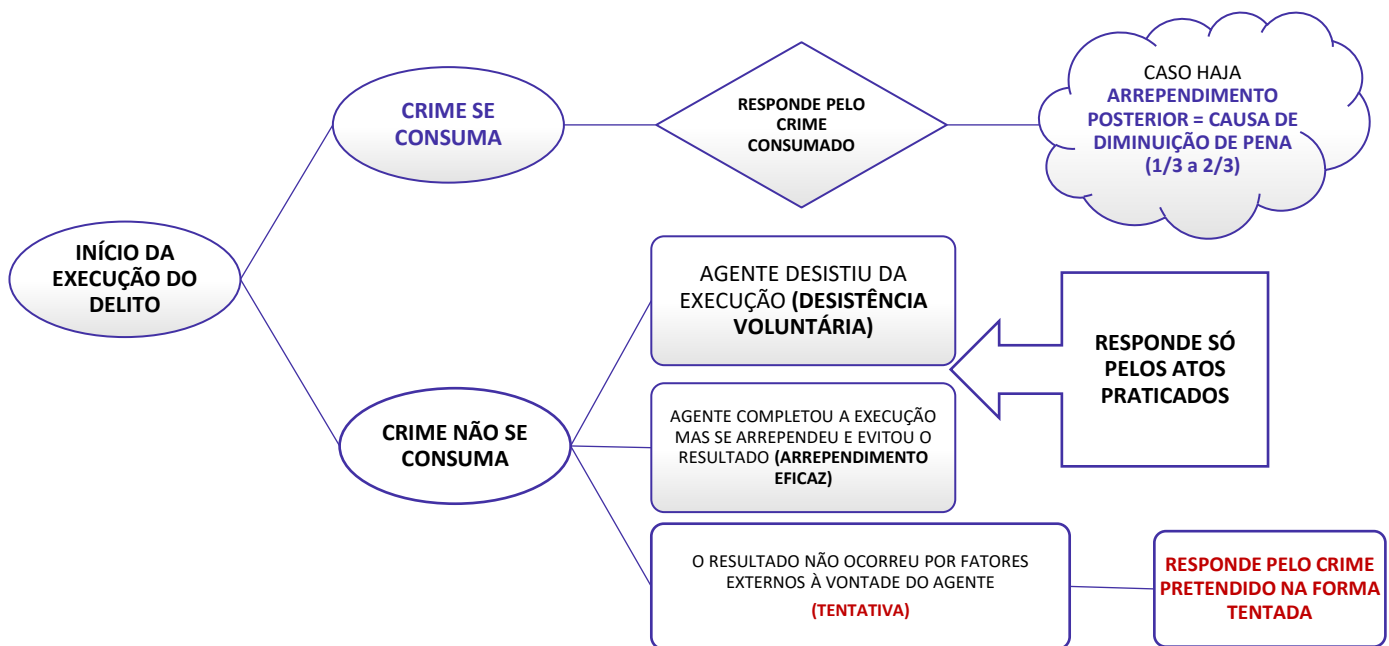 INÍCIO DA
EXECUÇÃO DO
DELITO
CRIME SE
CONSUMA
RESPONDE PELO
CRIME
CONSUMADO
CASO HAJA
ARREPENDIMENTO
POSTERIOR = CAUSA DE
DIMINUIÇÃO DE PENA
(1/3 a 2/3)
CRIME NÃO SE
CONSUMA
AGENTE DESISTIU DA
EXECUÇÃO (DESISTÊNCIA
VOLUNTÁRIA)
AGENTE COMPLETOU A EXECUÇÃO
MAS SE ARREPENDEU E EVITOU O
RESULTADO (ARREPENDIMENTO
EFICAZ)
RESPONDE SÓ
PELOS ATOS
PRATICADOS
O RESULTADO NÃO OCORREU POR FATORES
EXTERNOS À VONTADE DO AGENTE
(TENTATIVA)
RESPONDE PELO CRIME
PRETENDIDO NA FORMA
TENTADA